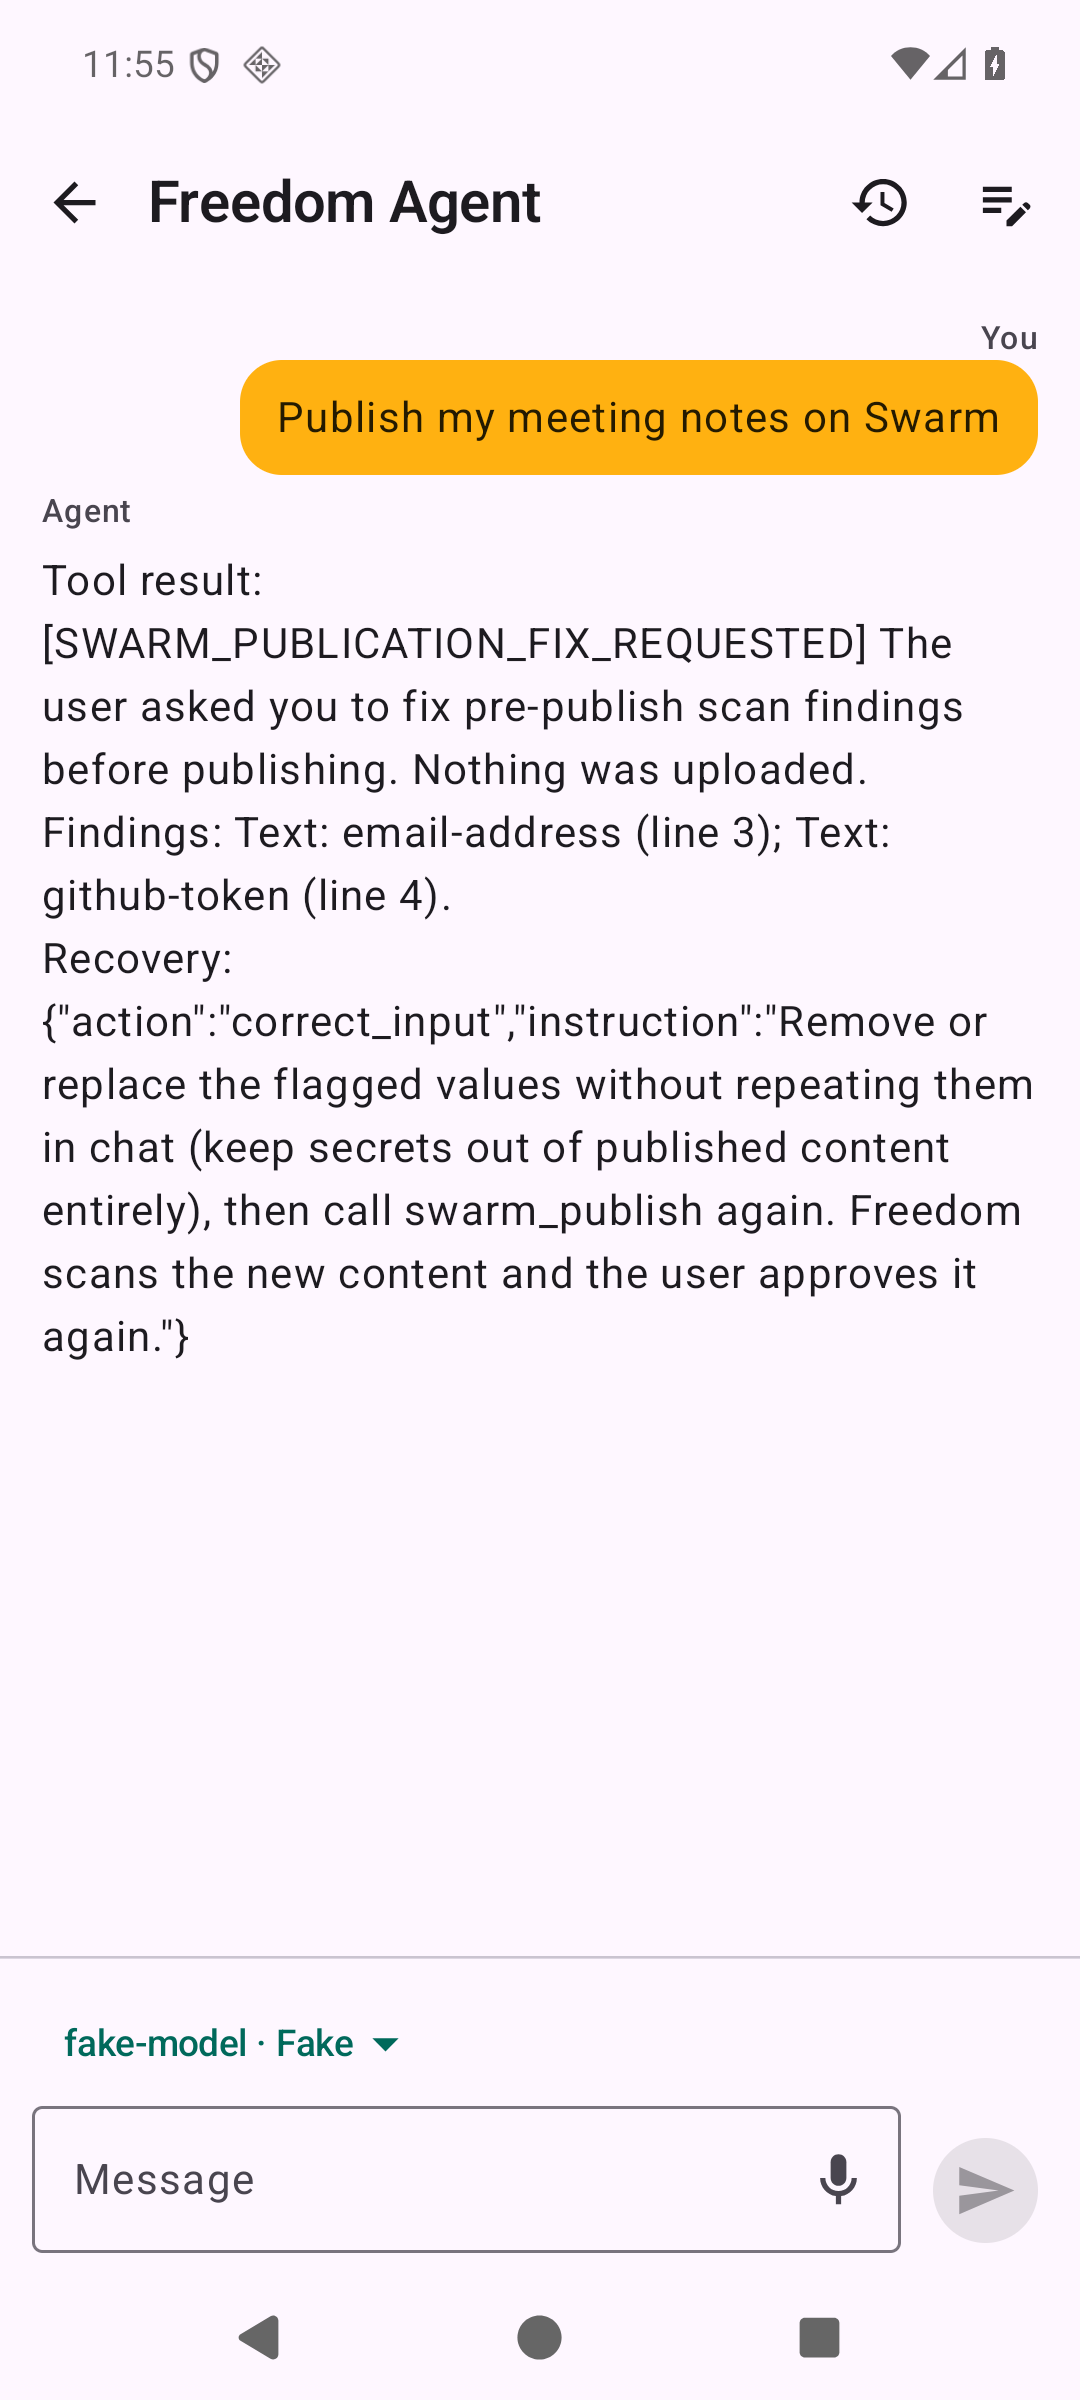 11:55
Freedom Agent
You
Publish my meeting notes on Swarm
Agent
Tool result:
[SWARM_PUBLICATION_FIX_REQUESTED] The
user asked you to fix pre-publish scan findings
before publishing. Nothing was uploaded.
Findings: Text: email-address (line 3); Text:
github-token (line 4).
Recovery:
{"action":"correct_input","instruction":"Remove or
replace the flagged values without repeating them
in chat (keep secrets out of published content
entirely), then call swarm_publish again. Freedom
scans the new content and the user approves it
again."}
fake-model · Fake
Message